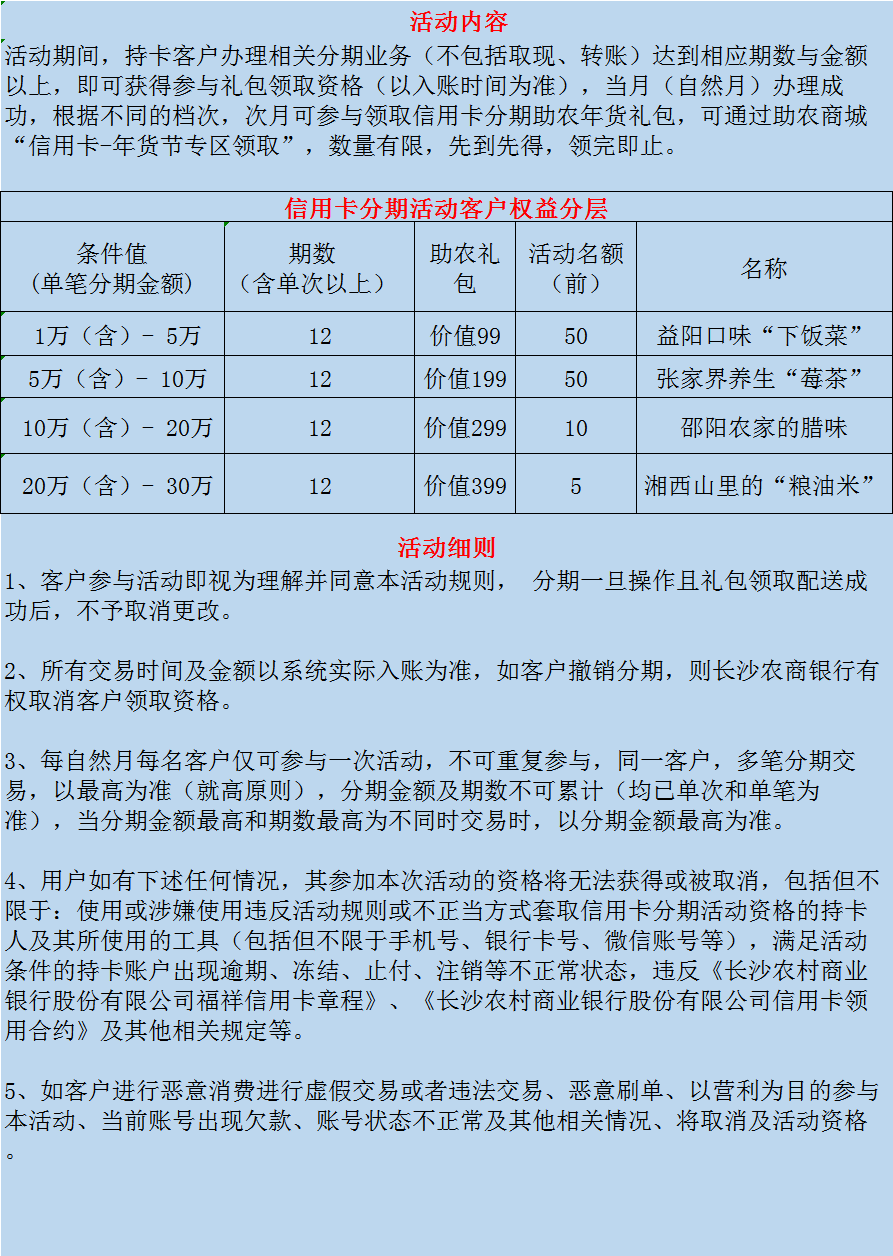 活动内容
活动期间，持卡客户办理相关分期业务（不包括取现、转账）达到相应期数与金额
以上，即可获得参与礼包领取资格（以入账时间为准），当月（自然月）办理成
功，根据不同的档次，次月可参与领取信用卡分期助农年货礼包，可通过助农商城
“信用卡-年货节专区领取”，数量有限，先到先得，领完即止。
信用卡分期活动客户权益分层
条件值
(单笔分期金额)
期数
（含单次以上）
助农礼
包
活动名额
（前）
名称
1万（含）- 5万 12 价值99 50 益阳口味“下饭菜”
5万（含）- 10万 12 价值199 50 张家界养生“莓茶”
10万（含）- 20万 12 价值299 10 邵阳农家的腊味
20万（含）- 30万 12 价值399 5 湘西山里的“粮油米”
活动细则
1、客户参与活动即视为理解并同意本活动规则， 分期一旦操作且礼包领取配送成
功后，不予取消更改。
2、所有交易时间及金额以系统实际入账为准，如客户撤销分期，则长沙农商银行有
权取消客户领取资格。
3、每自然月每名客户仅可参与一次活动，不可重复参与，同一客户，多笔分期交
易，以最高为准（就高原则），分期金额及期数不可累计（均已单次和单笔为
准），当分期金额最高和期数最高为不同时交易时，以分期金额最高为准。
4、用户如有下述任何情况，其参加本次活动的资格将无法获得或被取消，包括但不
限于：使用或涉嫌使用违反活动规则或不正当方式套取信用卡分期活动资格的持卡
人及其所使用的工具（包括但不限于手机号、银行卡号、微信账号等），满足活动
条件的持卡账户出现逾期、冻结、止付、注销等不正常状态，违反《长沙农村商业
银行股份有限公司福祥信用卡章程》、《长沙农村商业银行股份有限公司信用卡领
用合约》及其他相关规定等。
5、如客户进行恶意消费进行虚假交易或者违法交易、恶意刷单、以营利为目的参与
本活动、当前账号出现欠款、账号状态不正常及其他相关情况、将取消及活动资格
。